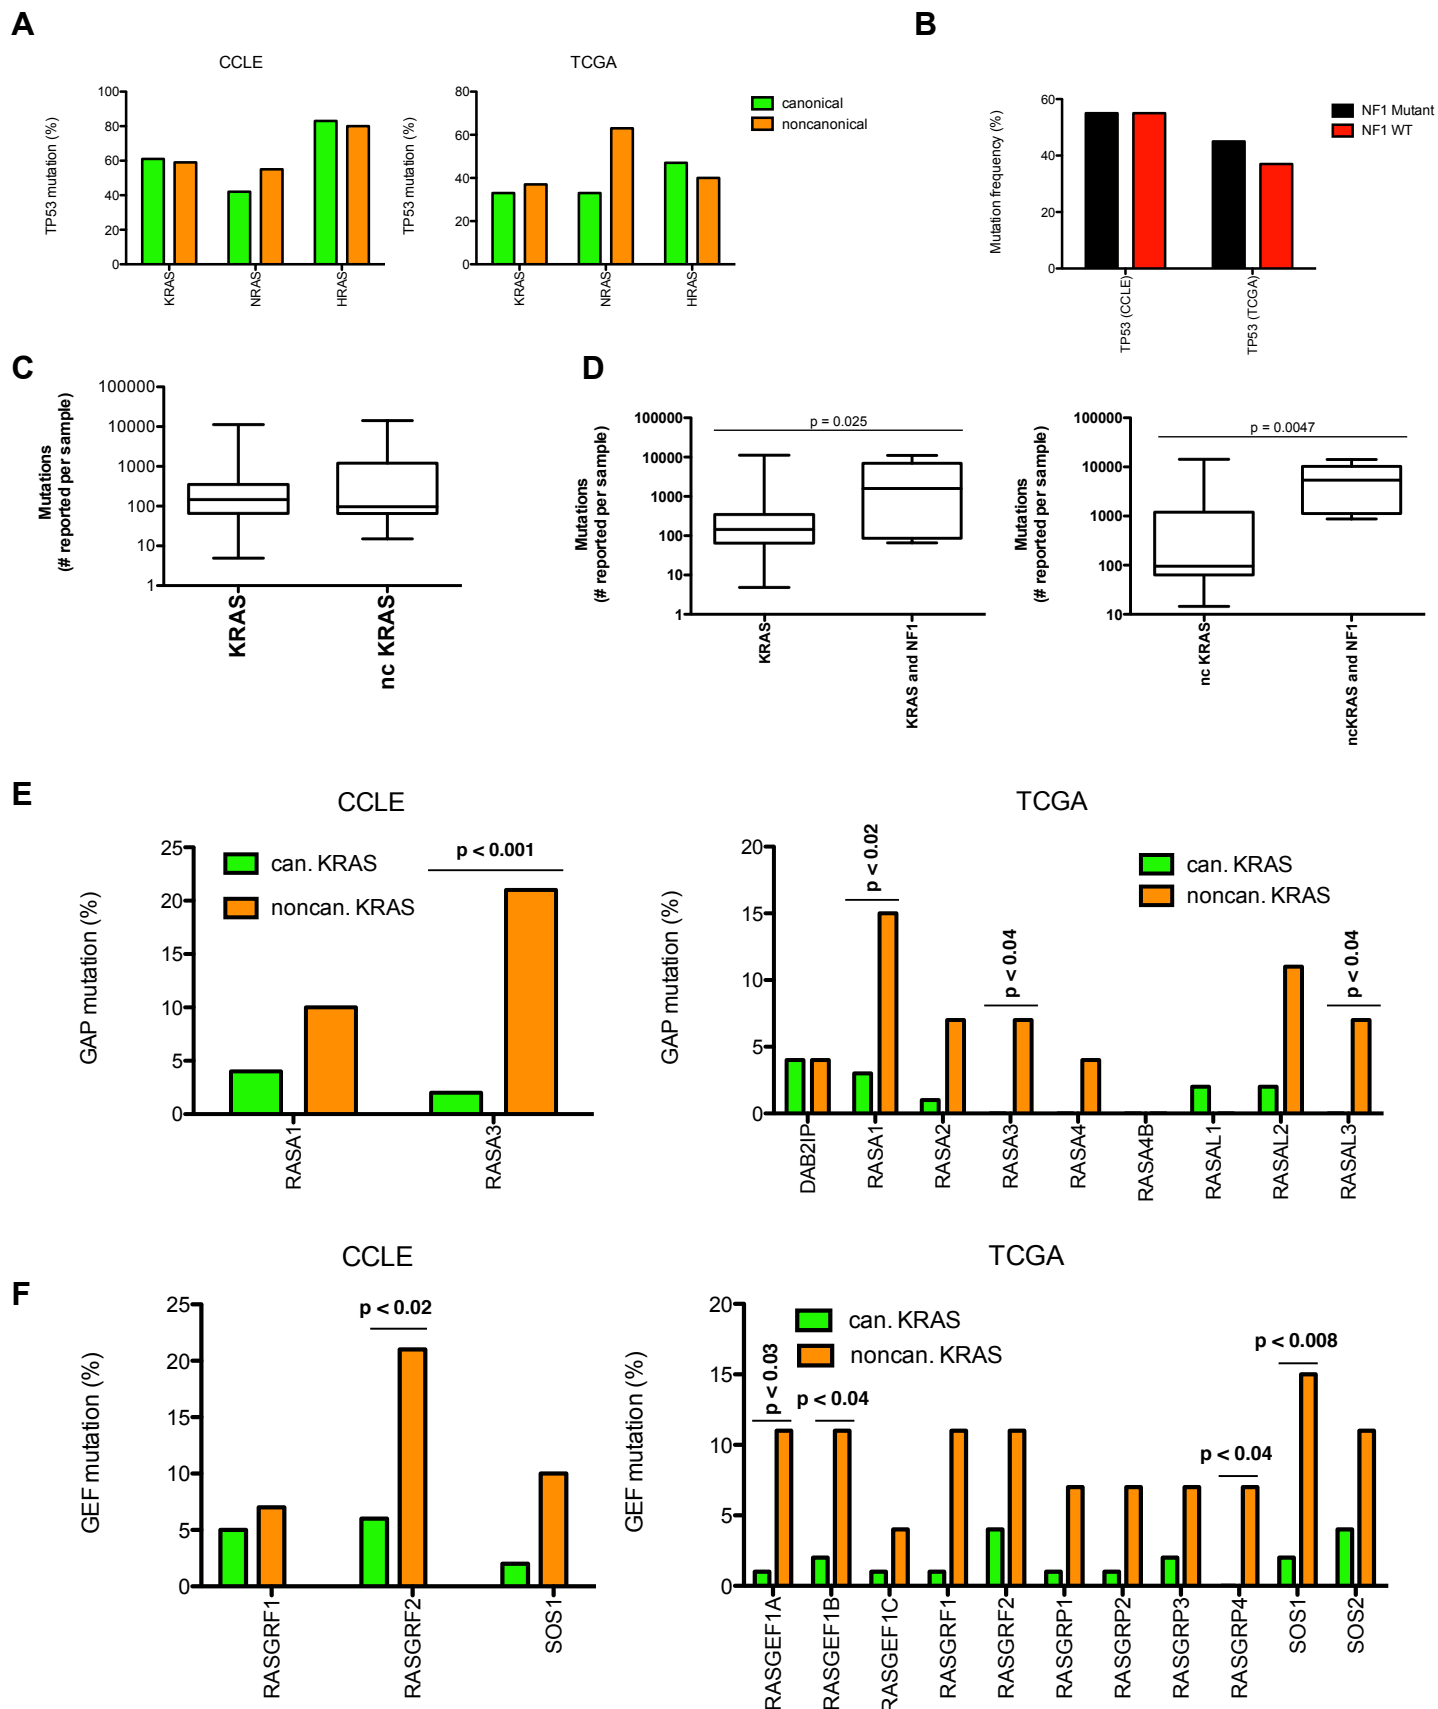 A
B
CCLE
TCGA
TP53 mutation (%)
100
80
60
40
20
0
KRAS
NRAS
HRAS
TP53 mutation (%)
80
60
40
20
0
KRAS
NRAS
HRAS
canonical
noncanonical
Mutation frequency (%)
60
40
20
0
TP53 (CCLE)
TP53 (TCGA)
NF1 Mutant
NF1 WT
C
Mutations
(# reported per sample)
100000
10000
1000
100
10
1
KRAS
nc KRAS
D
Mutations
(# reported per sample)
100000
10000
1000
100
10
1
p = 0.025
KRAS
KRAS and NF1
Mutations
(# reported per sample)
100000
10000
1000
100
10
p = 0.0047
nc KRAS
ncKRAS and NF1
E
CCLE
GAP mutation (%)
25
20
15
10
5
0
can. KRAS
noncan. KRAS
p < 0.001
RASA1
RASA3
TCGA
GAP mutation (%)
20
15
10
5
0
p < 0.02
p < 0.04
p < 0.04
can. KRAS
noncan. KRAS
DAB2IP
RASA1
RASA2
RASA3
RASA4
RASA4B
RASAL1
RASAL2
RASAL3
F
CCLE
GEF mutation (%)
25
20
15
10
5
0
p < 0.02
RASGRF1
RASGRF2
SOS1
TCGA
GEF mutation (%)
20
15
10
5
0
can. KRAS
noncan. KRAS
p < 0.03
p < 0.04
p < 0.04
p < 0.008
RASGEF1A
RASGEF1B
RASGEF1C
RASGRF1
RASGRF2
RASGRP1
RASGRP2
RASGRP3
RASGRP4
SOS1
SOS2